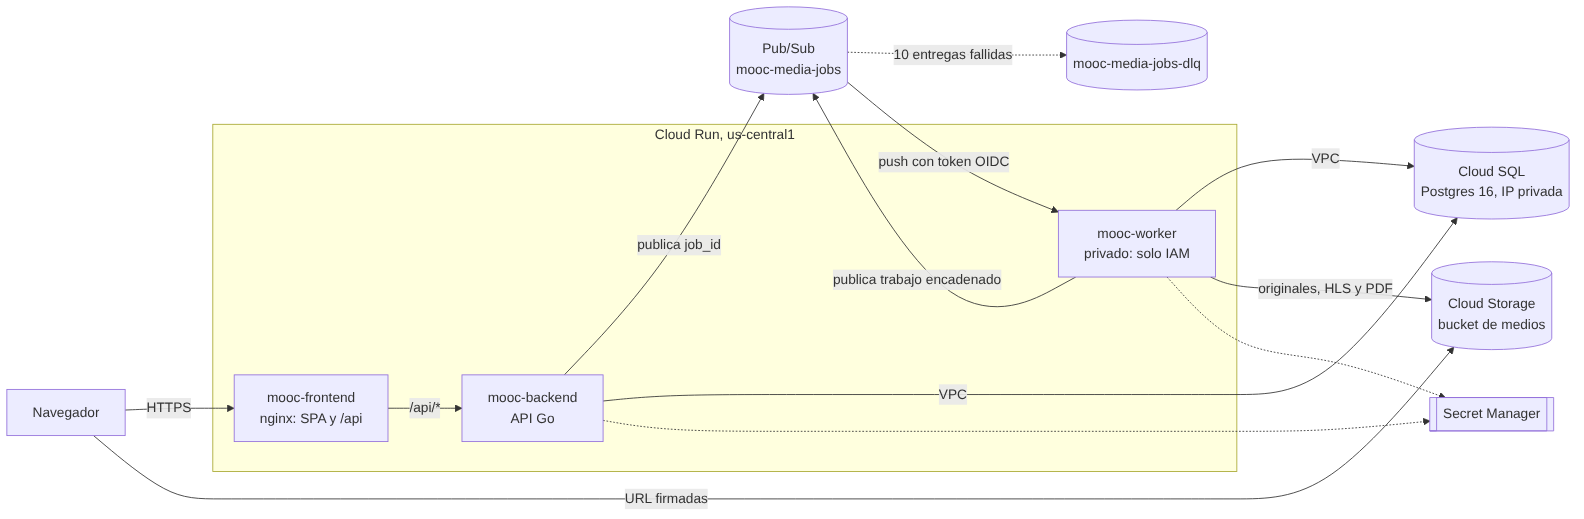 Pub/Sub
mooc-media-jobs
10 entregas fallidas
mooc-media-jobs-dlq
Cloud Run, us-central1
push con token OIDC
VPC
Cloud SQL
Postgres 16, IP privada
mooc-worker
privado: solo IAM
publica job_id
publica trabajo encadenado
originales, HLS y PDF
Cloud Storage
bucket de medios
Navegador
HTTPS
mooc-frontend
nginx: SPA y /api
/api/*
mooc-backend
API Go
VPC
Secret Manager
URL firmadas